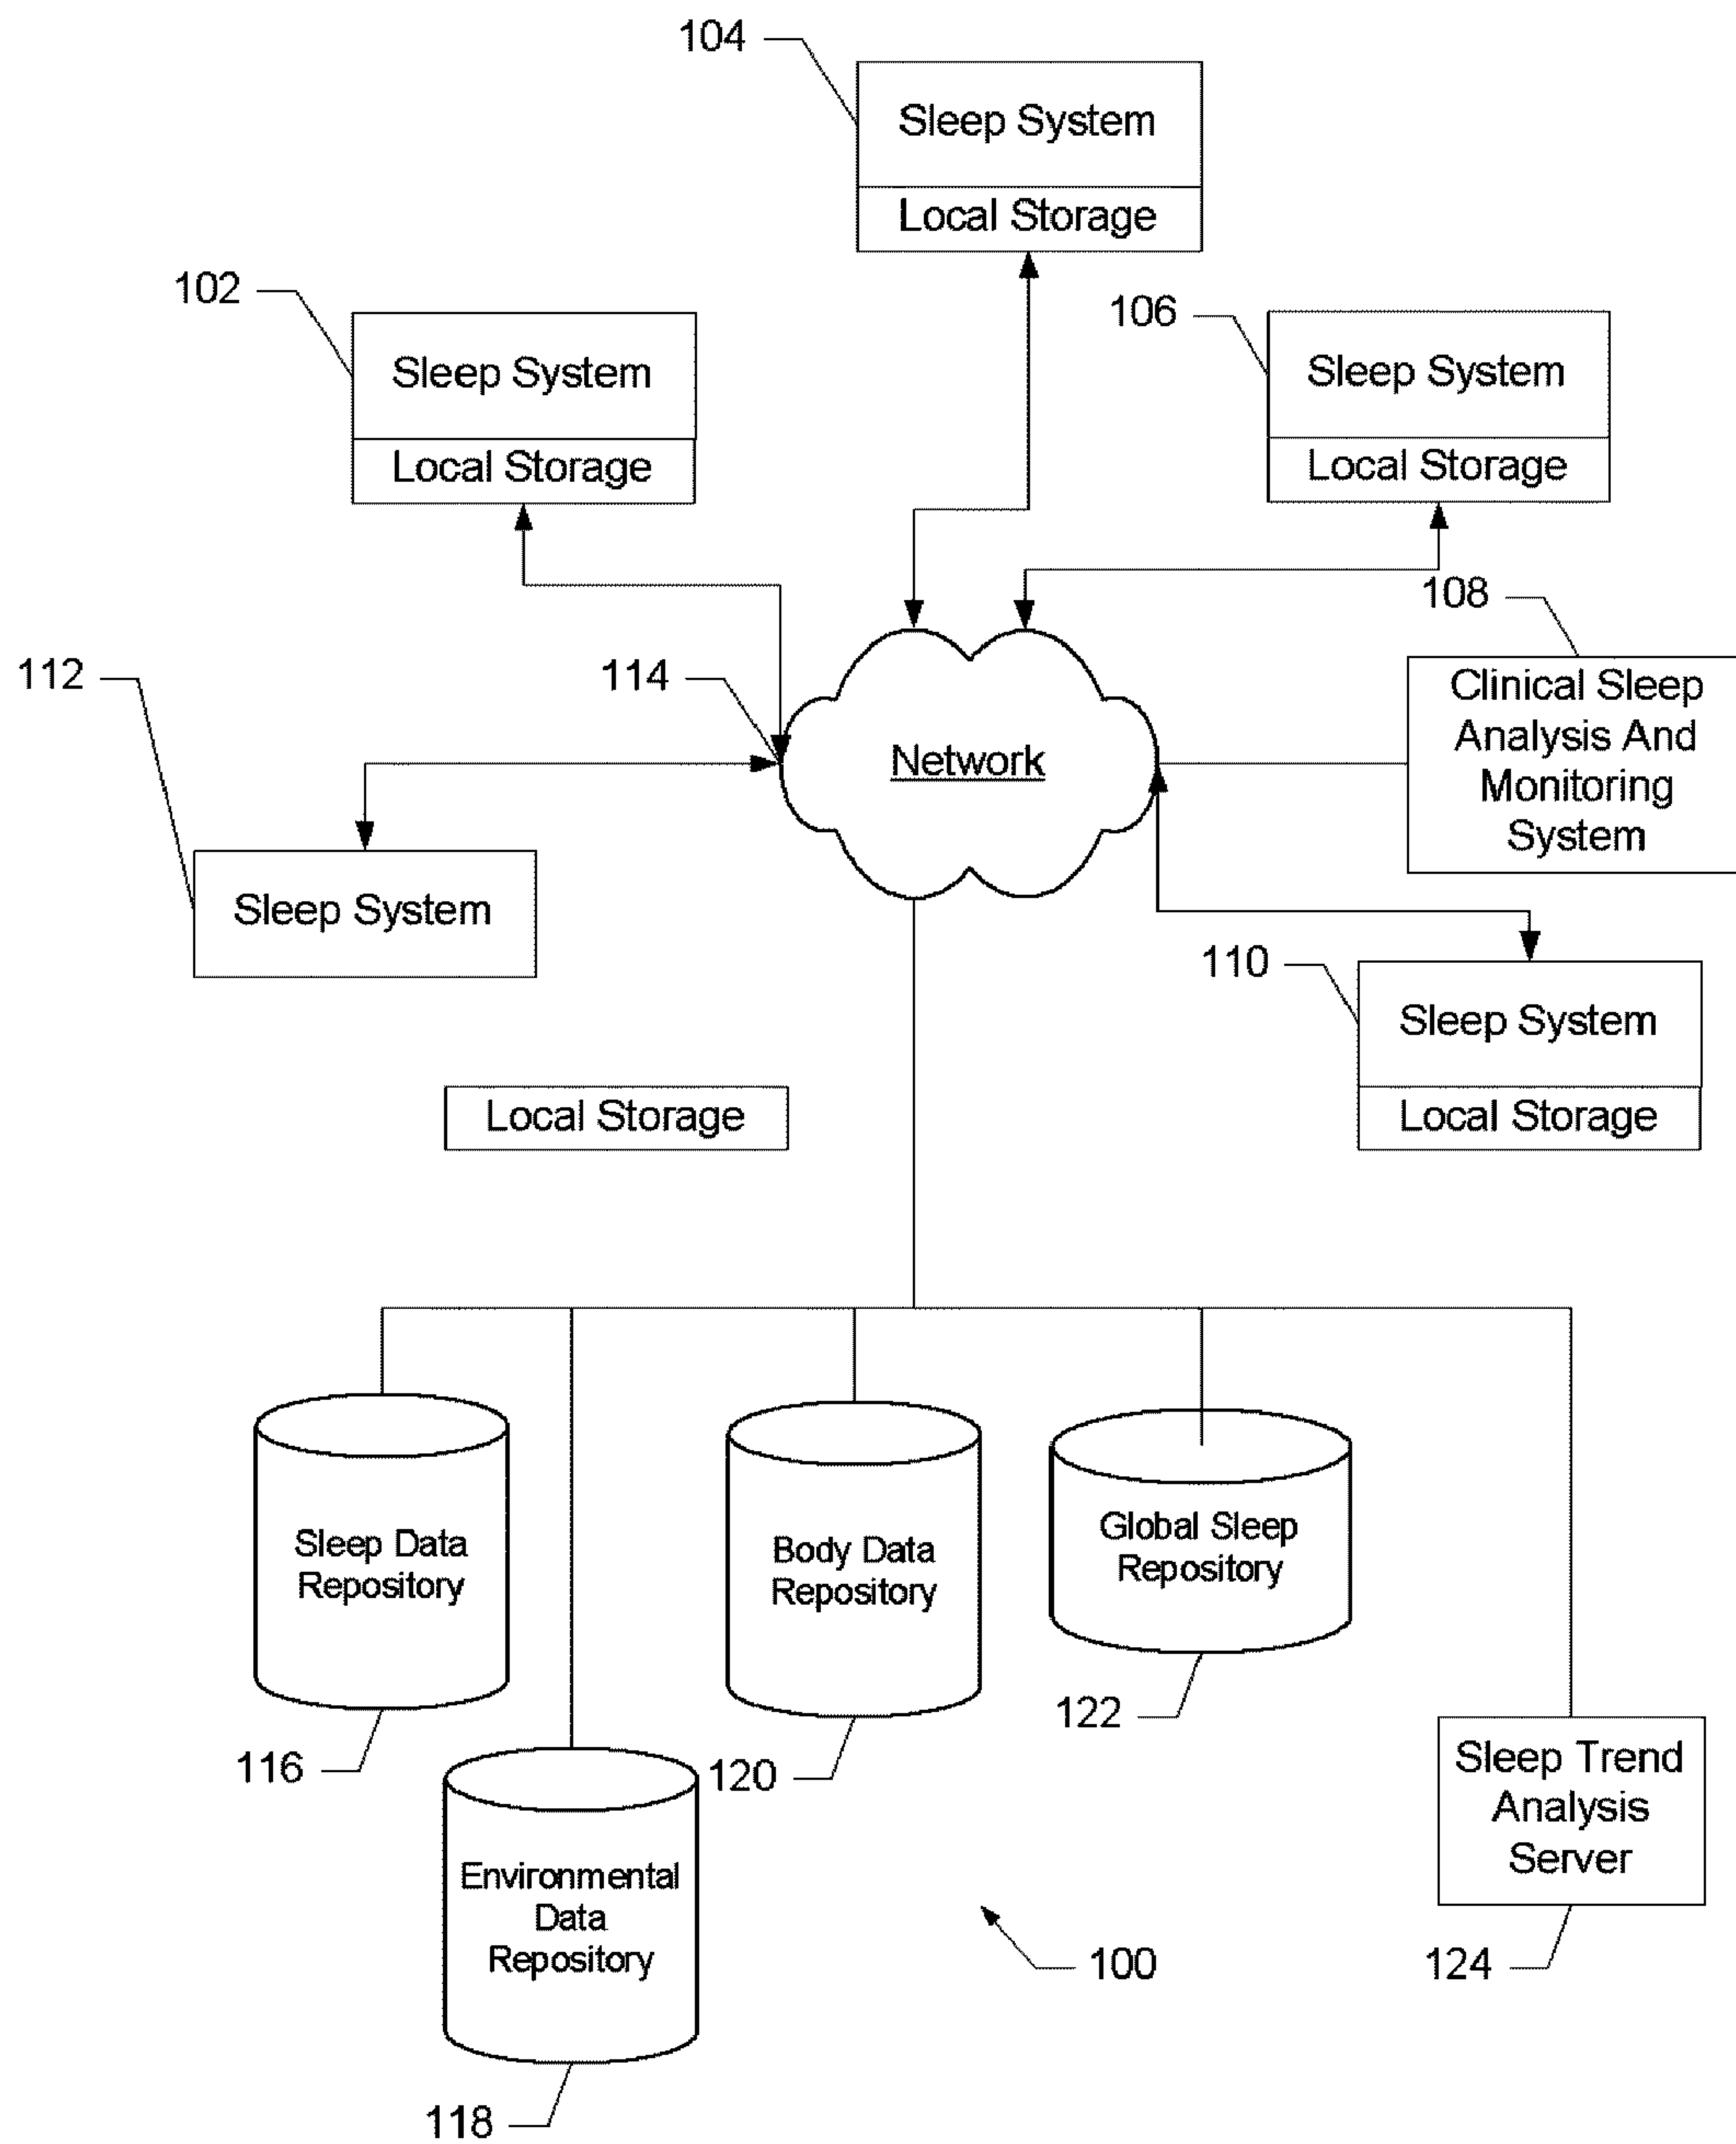 104
Sleep System
Local Storage
102
Sleep System
Local Storage
106
Sleep System
Local Storage
108
Clinical Sleep
Analysis And
Monitoring
System
112
114
Network
Sleep System
110
Sleep System
Local Storage
Local Storage
Sleep Data
Repository
Body Data
Repository
Global Sleep
Repository
116
120
122
Sleep Trend
Analysis
Server
Environmental
Data
Repository
100
124
118